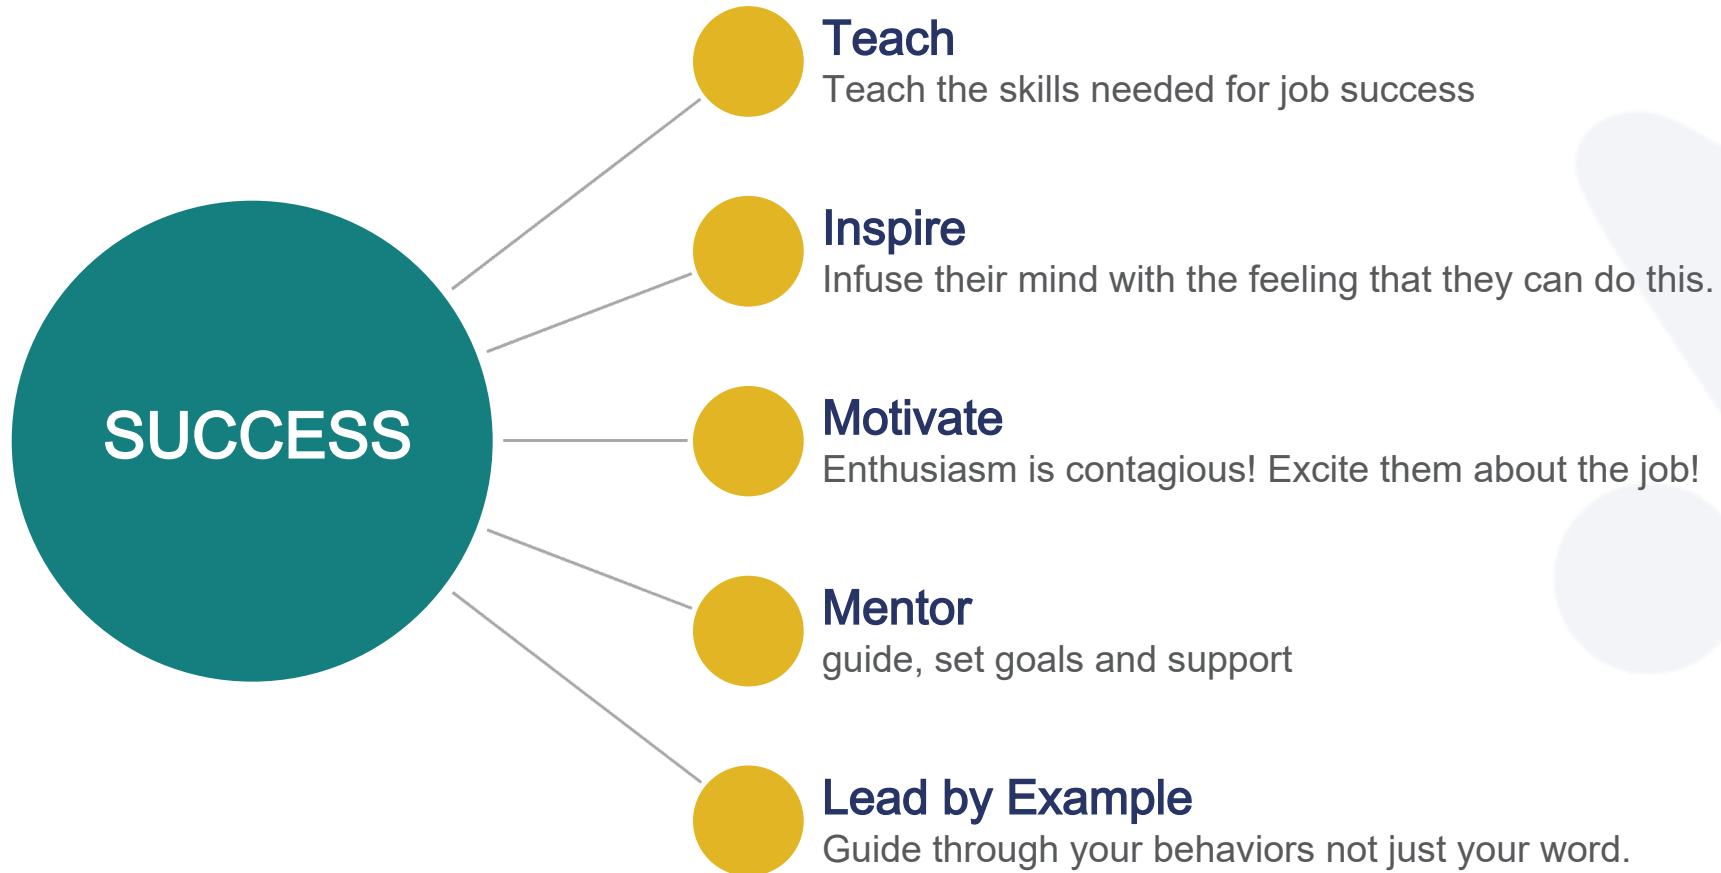 SUCCESS
Teach
Teach the skills needed for job success
Inspire
Infuse their mind with the feeling that they can do this.
Motivate
Enthusiasm is contagious! Excite them about the job!
Mentor
guide, set goals and support
Lead by Example
Guide through your behaviors not just your word.